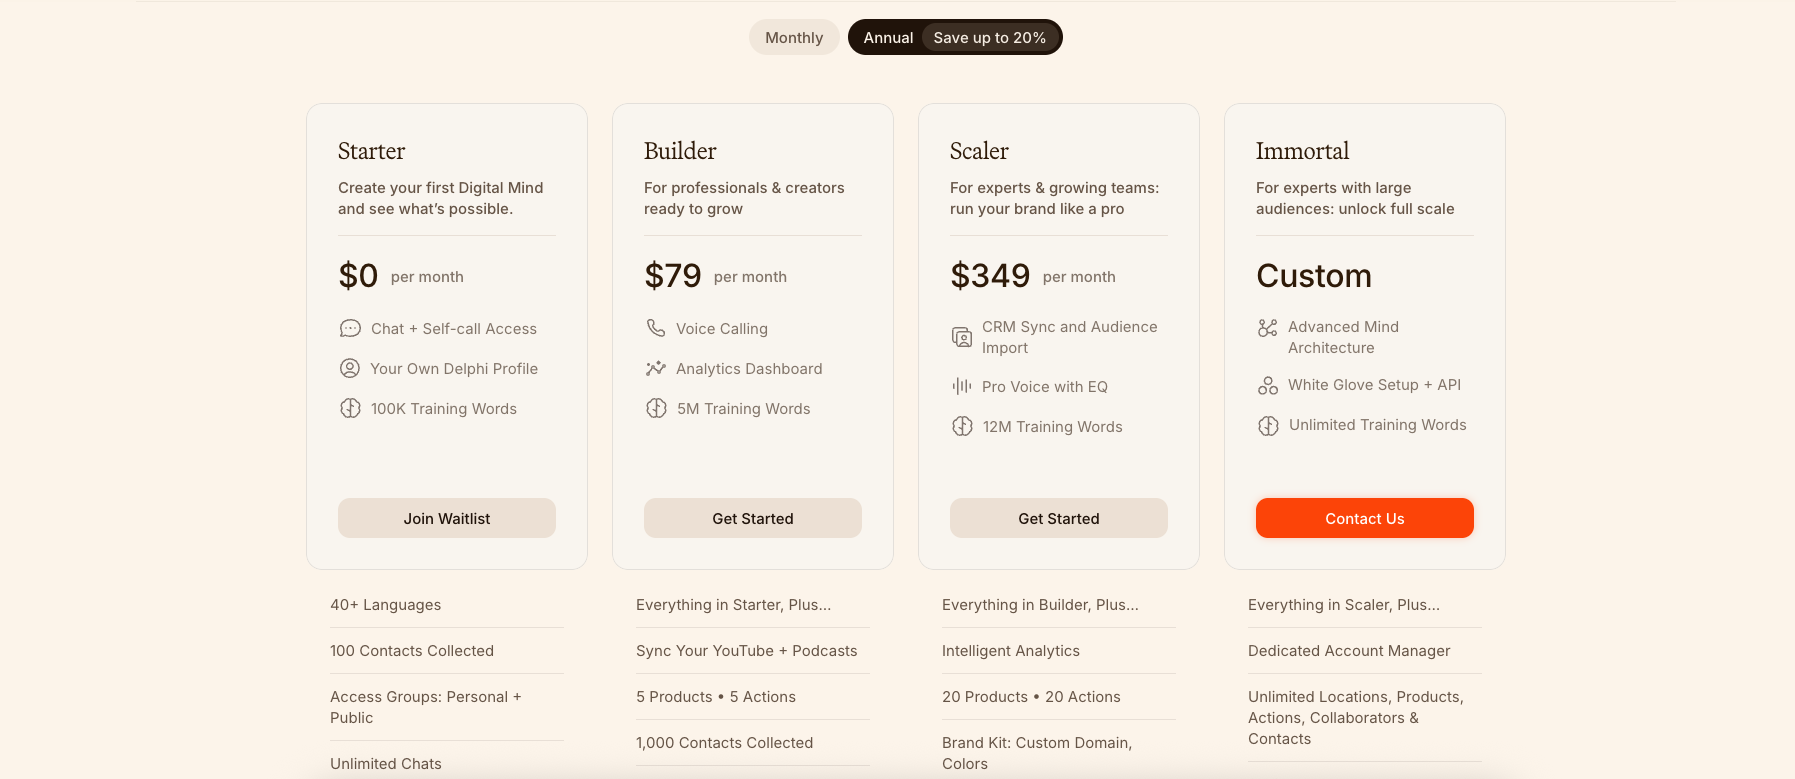 Monthly
Annual Save up to 20%
Starter
Create your first Digital Mind
and see what’s possible.
$0 per month
Chat + Self-call Access
Your Own Delphi Profile
100K Training Words
Join Waitlist
40+ Languages
100 Contacts Collected
Access Groups: Personal +
Public
Unlimited Chats
Builder
For professionals & creators
ready to grow
$79 per month
Voice Calling
Analytics Dashboard
5M Training Words
Get Started
Everything in Starter, Plus...
Sync Your YouTube + Podcasts
5 Products • 5 Actions
1,000 Contacts Collected
Scaler
For experts & growing teams:
run your brand like a pro
$349 per month
CRM Sync and Audience
Import
Pro Voice with EQ
12M Training Words
Get Started
Everything in Builder, Plus...
Intelligent Analytics
20 Products • 20 Actions
Brand Kit: Custom Domain,
Colors
Immortal
For experts with large
audiences: unlock full scale
Custom
Advanced Mind
Architecture
White Glove Setup + API
Unlimited Training Words
Contact Us
Everything in Scaler, Plus...
Dedicated Account Manager
Unlimited Locations, Products,
Actions, Collaborators &
Contacts